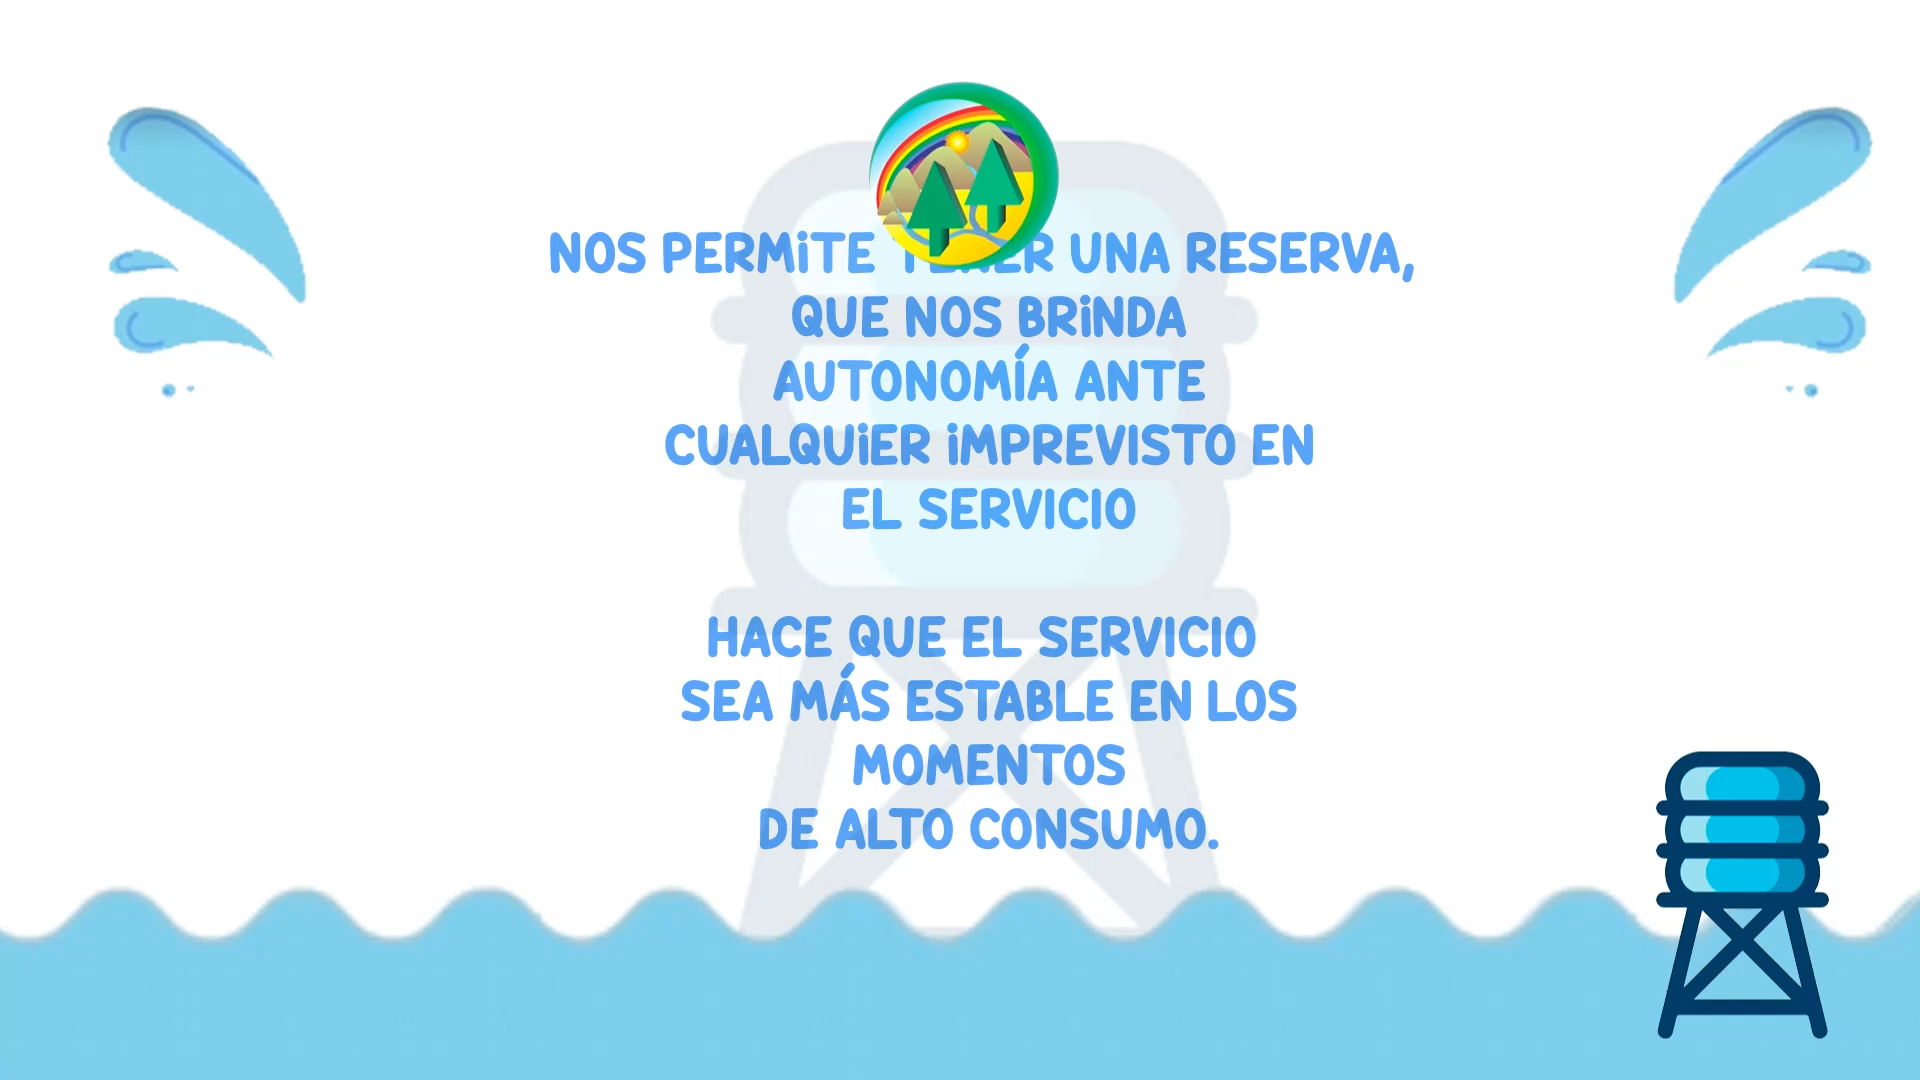 NOS PERMITE TENER UNA RESERVA,
QUE NOS BRINDA
AUTONOMÍA ANTE
CUALQUIER IMPREVISTO EN
EL SERVICIO
HACE QUE EL SERVICIO
SEA MÁS ESTABLE EN LOS
MOMENTOS
DE ALTO CONSUMO.